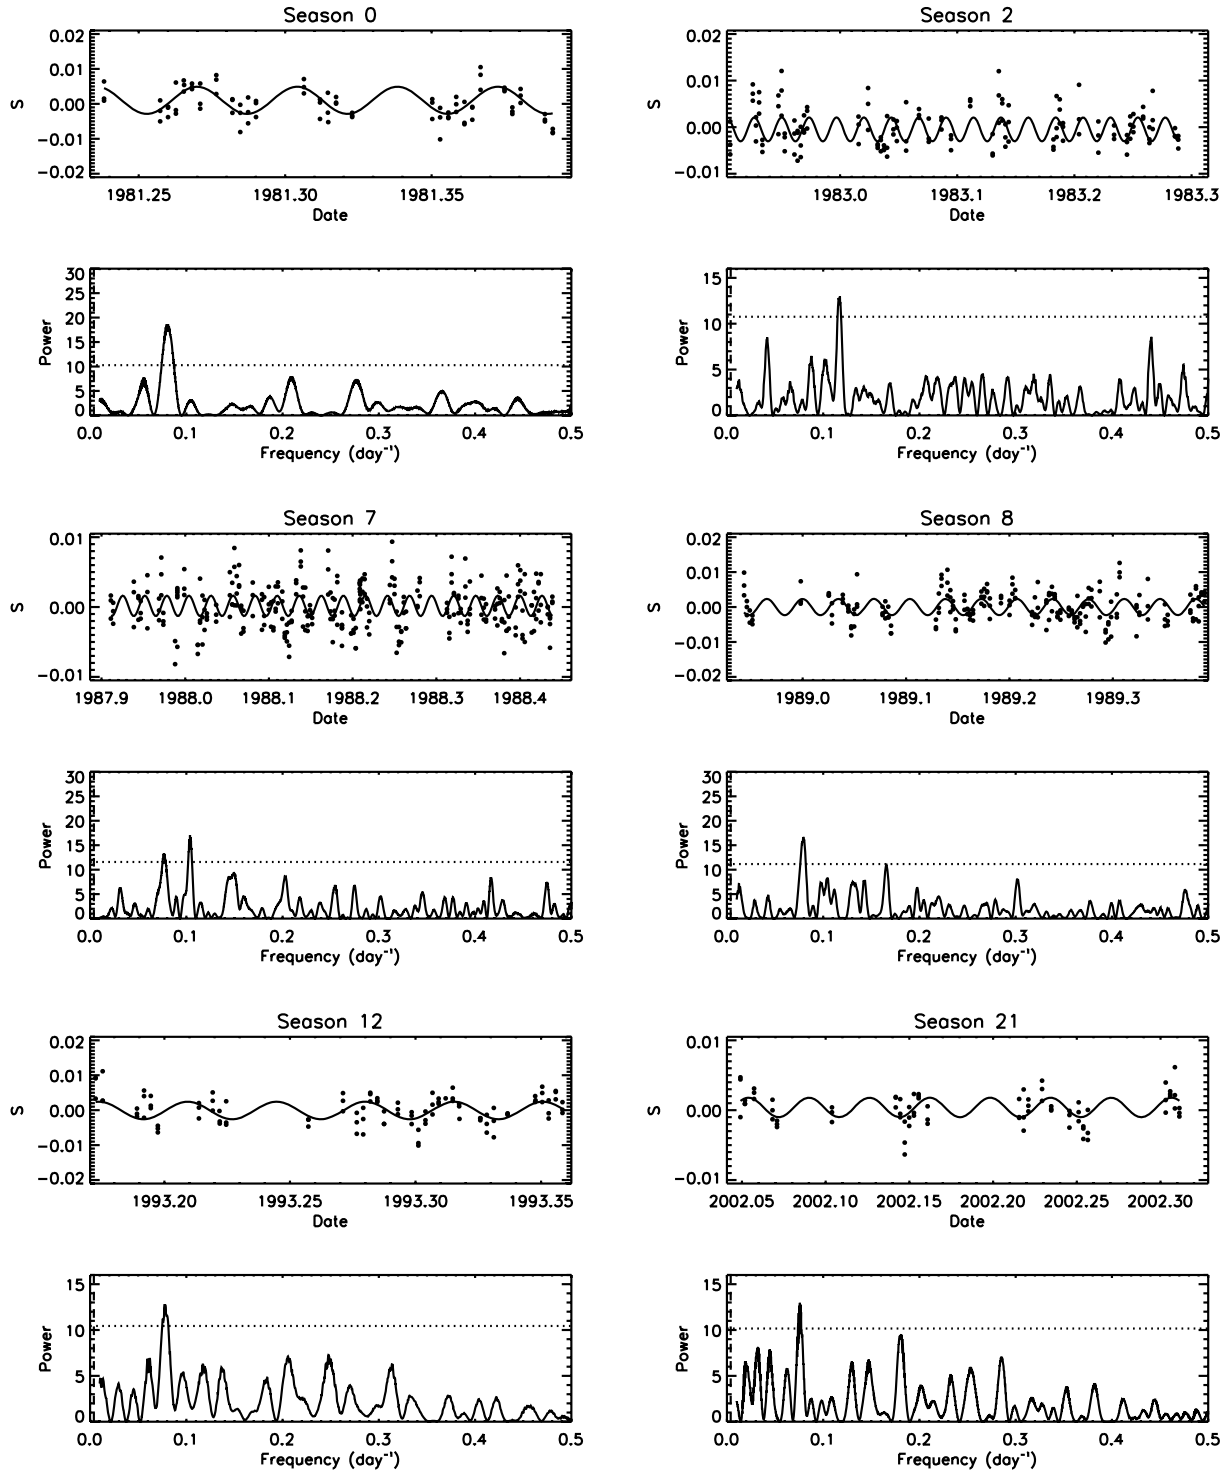 Season 0
0.02
0.01
0.00
-0.01
-0.02
S
1981.25 1981.30 1981.35
Date
30
25
20
15
10
5
0
Power
0.0 0.1 0.2 0.3 0.4 0.5
Frequency (day⁻¹)
Season 2
0.02
0.01
0.00
-0.01
1983.0 1983.1 1983.2 1983.3
Date
15
10
5
0
Power
0.0 0.1 0.2 0.3 0.4 0.5
Frequency (day⁻¹)
Season 7
0.01
0.00
-0.01
S
1987.9 1988.0 1988.1 1988.2 1988.3 1988.4
Date
30
25
20
15
10
5
0
Power
0.0 0.1 0.2 0.3 0.4 0.5
Frequency (day⁻¹)
Season 8
0.02
0.01
0.00
-0.01
-0.02
S
1989.0 1989.1 1989.2 1989.3
Date
30
25
20
15
10
5
0
Power
0.0 0.1 0.2 0.3 0.4 0.5
Frequency (day⁻¹)
Season 12
0.02
0.01
0.00
-0.01
-0.02
S
1993.20 1993.25 1993.30 1993.35
Date
15
10
5
0
Power
0.0 0.1 0.2 0.3 0.4 0.5
Frequency (day⁻¹)
Season 21
0.01
0.00
-0.01
S
2002.05 2002.10 2002.15 2002.20 2002.25 2002.30
Date
15
10
5
0
Power
0.0 0.1 0.2 0.3 0.4 0.5
Frequency (day⁻¹)